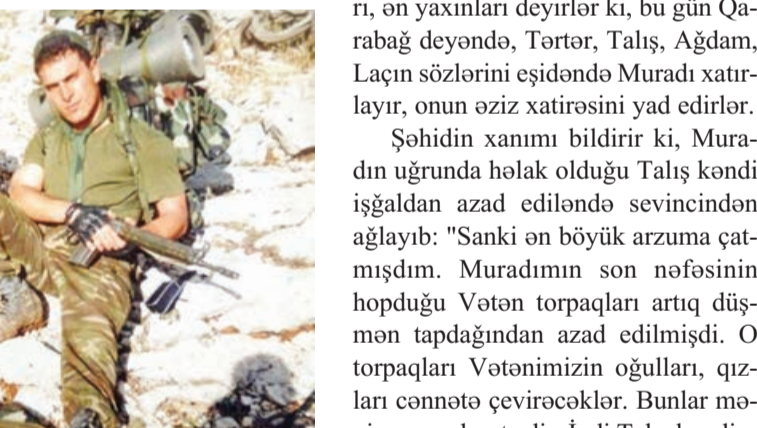 rı, ən yaxınları deyirlər ki, bu gün Qa-
rabağ deyəndə, Tərtər, Talış, Ağdam,
Laçın sözlərini eşidəndə Muradı xatır-
layır, onun əziz xatirəsini yad edirlər.
Şəhidin xanımı bildirir ki, Mura-
dın uğrunda həlak olduğu Talış kəndi
işğaldan azad ediləndə sevincindən
ağlayıb: "Sanki ən böyük arzuma çat-
mışdım. Muradımın son nəfəsinin
hopduğu Vətən torpaqları artıq düş-
mən tapdağından azad edilmişdi. O
torpaqları Vətənimizin oğulları, qız-
ları cənnətə çevirəcəklər. Bunlar mə-